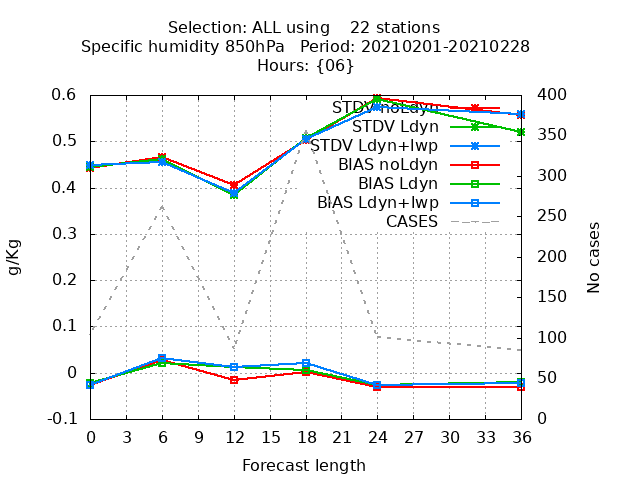 Selection: ALL using    22 stations
Specific humidity 850hPa   Period: 20210201-20210228
Hours: {06}
0.6
0.5
0.4
0.3
0.2
0.1
0
-0.1
g/Kg
STDV noLdyn
STDV Ldyn
STDV Ldyn+lwp
BIAS noLdyn
BIAS Ldyn
BIAS Ldyn+lwp
CASES
400
350
300
250
200
150
100
50
0
No cases
0 3 6 9 12 15 18 21 24 27 30 33 36
Forecast length